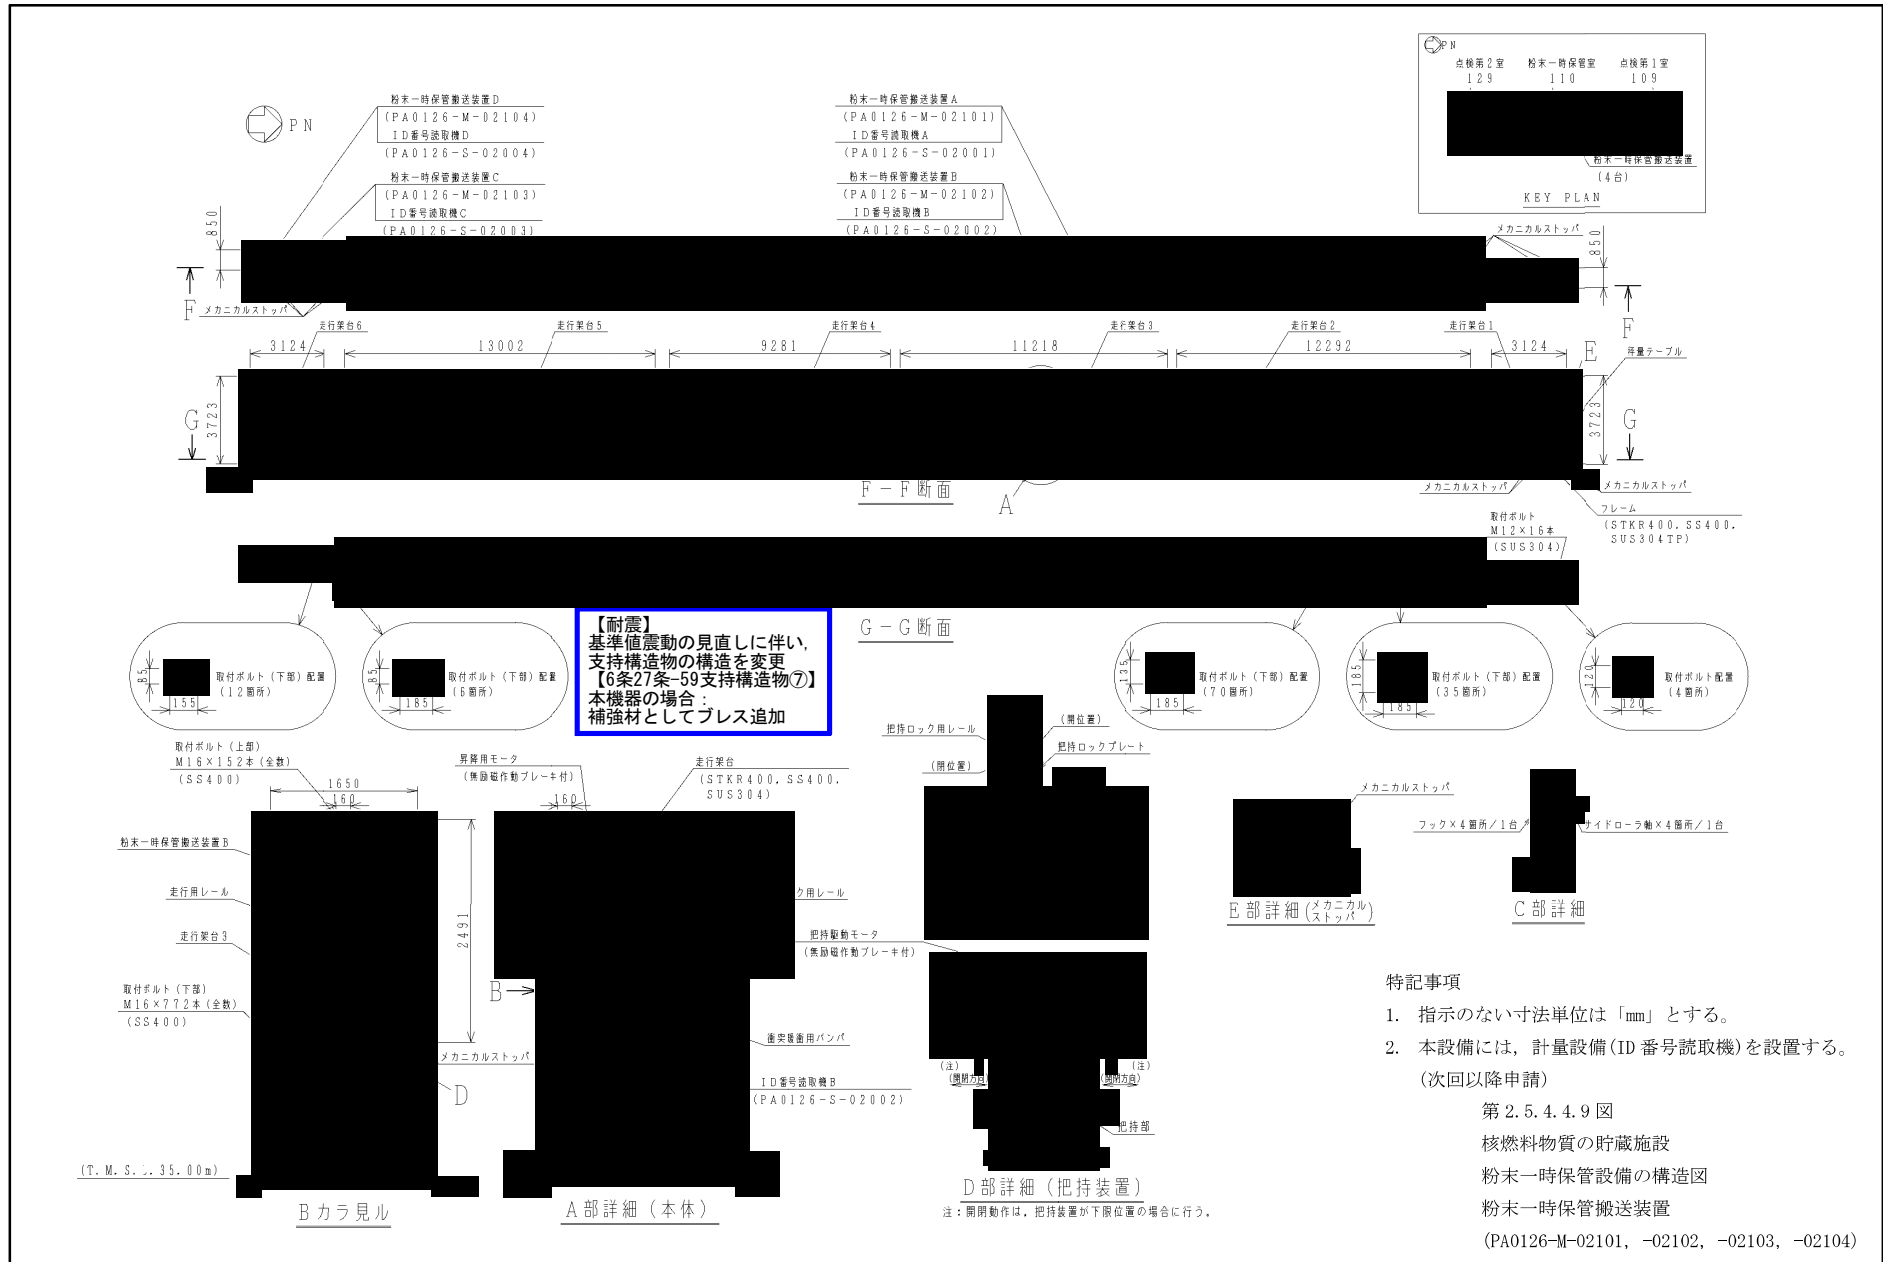 PN
点検第2室
129
粉末一時保管室
110
点検第1室
109
粉末一時保管搬送装置
(4台)
KEY PLAN
PN
粉末一時保管搬送装置D
(PA0126-M-02104)
ID番号読取機D
(PA0126-S-02004)
粉末一時保管搬送装置C
(PA0126-M-02103)
ID番号読取機C
(PA0126-S-02003)
粉末一時保管搬送装置A
(PA0126-M-02101)
ID番号読取機A
(PA0126-S-02001)
粉末一時保管搬送装置B
(PA0126-M-02102)
ID番号読取機B
(PA0126-S-02002)
メカニカルストッパ
850
850
F
メカニカルストッパ
F
走行架台6
走行架台5
走行架台4
走行架台3
走行架台2
走行架台1
3124
13002
9281
11218
12292
3124
E
秤量テーブル
G
3723
3723
G
F-F断面
A
メカニカルストッパ
メカニカルストッパ
フレーム
(STKR400,SS400,
SUS304TP)
取付ボルト
M12×16本
(SUS304)
G-G断面
【耐震】
基準値震動の見直しに伴い,
支持構造物の構造を変更
【6条27条-59支持構造物⑦】
本機器の場合:
補強材としてブレス追加
85
155
取付ボルト(下部)配置
(12箇所)
85
185
取付ボルト(下部)配置
(6箇所)
135
185
取付ボルト(下部)配置
(70箇所)
185
185
取付ボルト(下部)配置
(35箇所)
120
120
取付ボルト配置
(4箇所)
取付ボルト(上部)
M16×152本(全数)
(SS400)
1650
160
粉末一時保管搬送装置B
走行用レール
走行架台3
取付ボルト(下部)
M16×772本(全数)
(SS400)
2491
メカニカルストッパ
D
(T.M.S.L.35.00m)
Bカラ見ル
昇降用モータ
(無励磁作動ブレーキ付)
160
走行架台
(STKR400,SS400,
SUS304)
ク用レール
把持駆動モータ
(無励磁作動ブレーキ付)
B
衝突緩衝用バンパ
ID番号読取機B
(PA0126-S-02002)
A部詳細(本体)
把持ロック用レール
(開位置)
把持ロックプレート
(閉位置)
(注)
(開閉方向)
(注)
(開閉方向)
把持部
D部詳細(把持装置)
注:開閉動作は,把持装置が下限位置の場合に行う。
メカニカルストッパ
E部詳細(メカニカルストッパ)
フック×4箇所/1台
サイドローラ軸×4箇所/1台
C部詳細
特記事項
1. 指示のない寸法単位は「mm」とする。
2. 本設備には,計量設備(ID番号読取機)を設置する。
(次回以降申請)
第2.5.4.4.9図
核燃料物質の貯蔵施設
粉末一時保管設備の構造図
粉末一時保管搬送装置
(PA0126-M-02101, -02102, -02103, -02104)